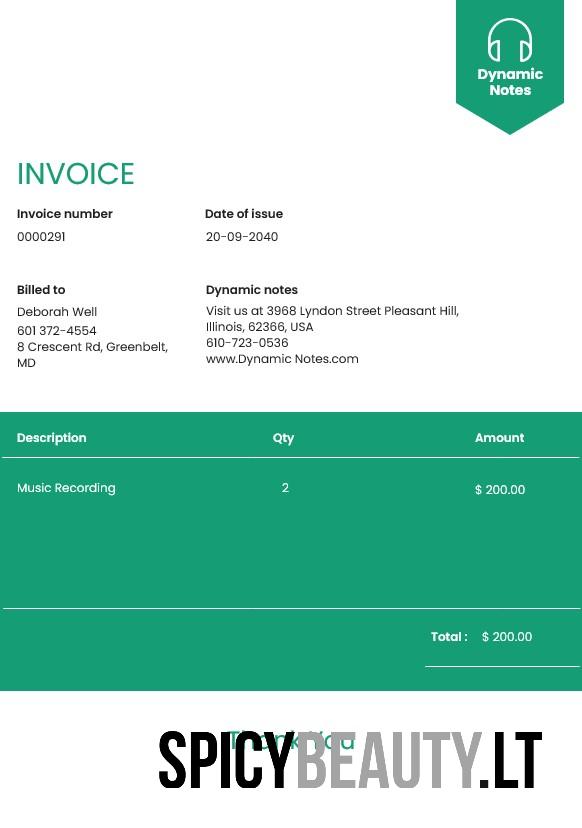 Dynamic
Notes
INVOICE
Invoice number
Date of issue
0000291
20-09-2040
Billed to
Dynamic notes
Deborah Well
Visit us at 3968 Lyndon Street Pleasant Hill,
601 372-4554
Illinois, 62366, USA
8 Crescent Rd, Greenbelt,
610-723-0536
MD
www.Dynamic Notes.com
Description Qty Amount
Music Recording 2 $ 200.00
Total : $ 200.00
Thank You
SPICYBEAUTY.LT